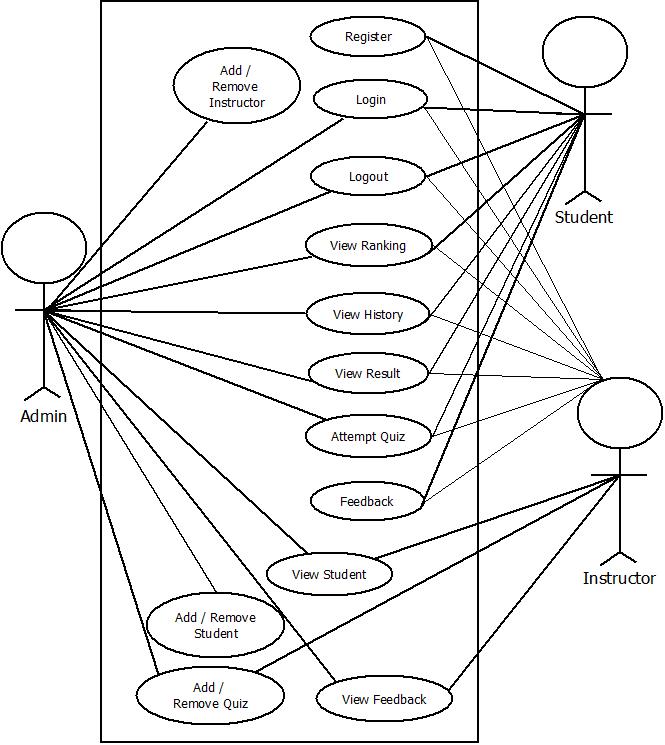 Register
Add /
Remove
Instructor
Login
Logout
Student
View Ranking
View History
View Result
Admin
Attempt Quiz
Feedback
View Student
Instructor
Add / Remove
Student
Add /
Remove Quiz
View Feedback